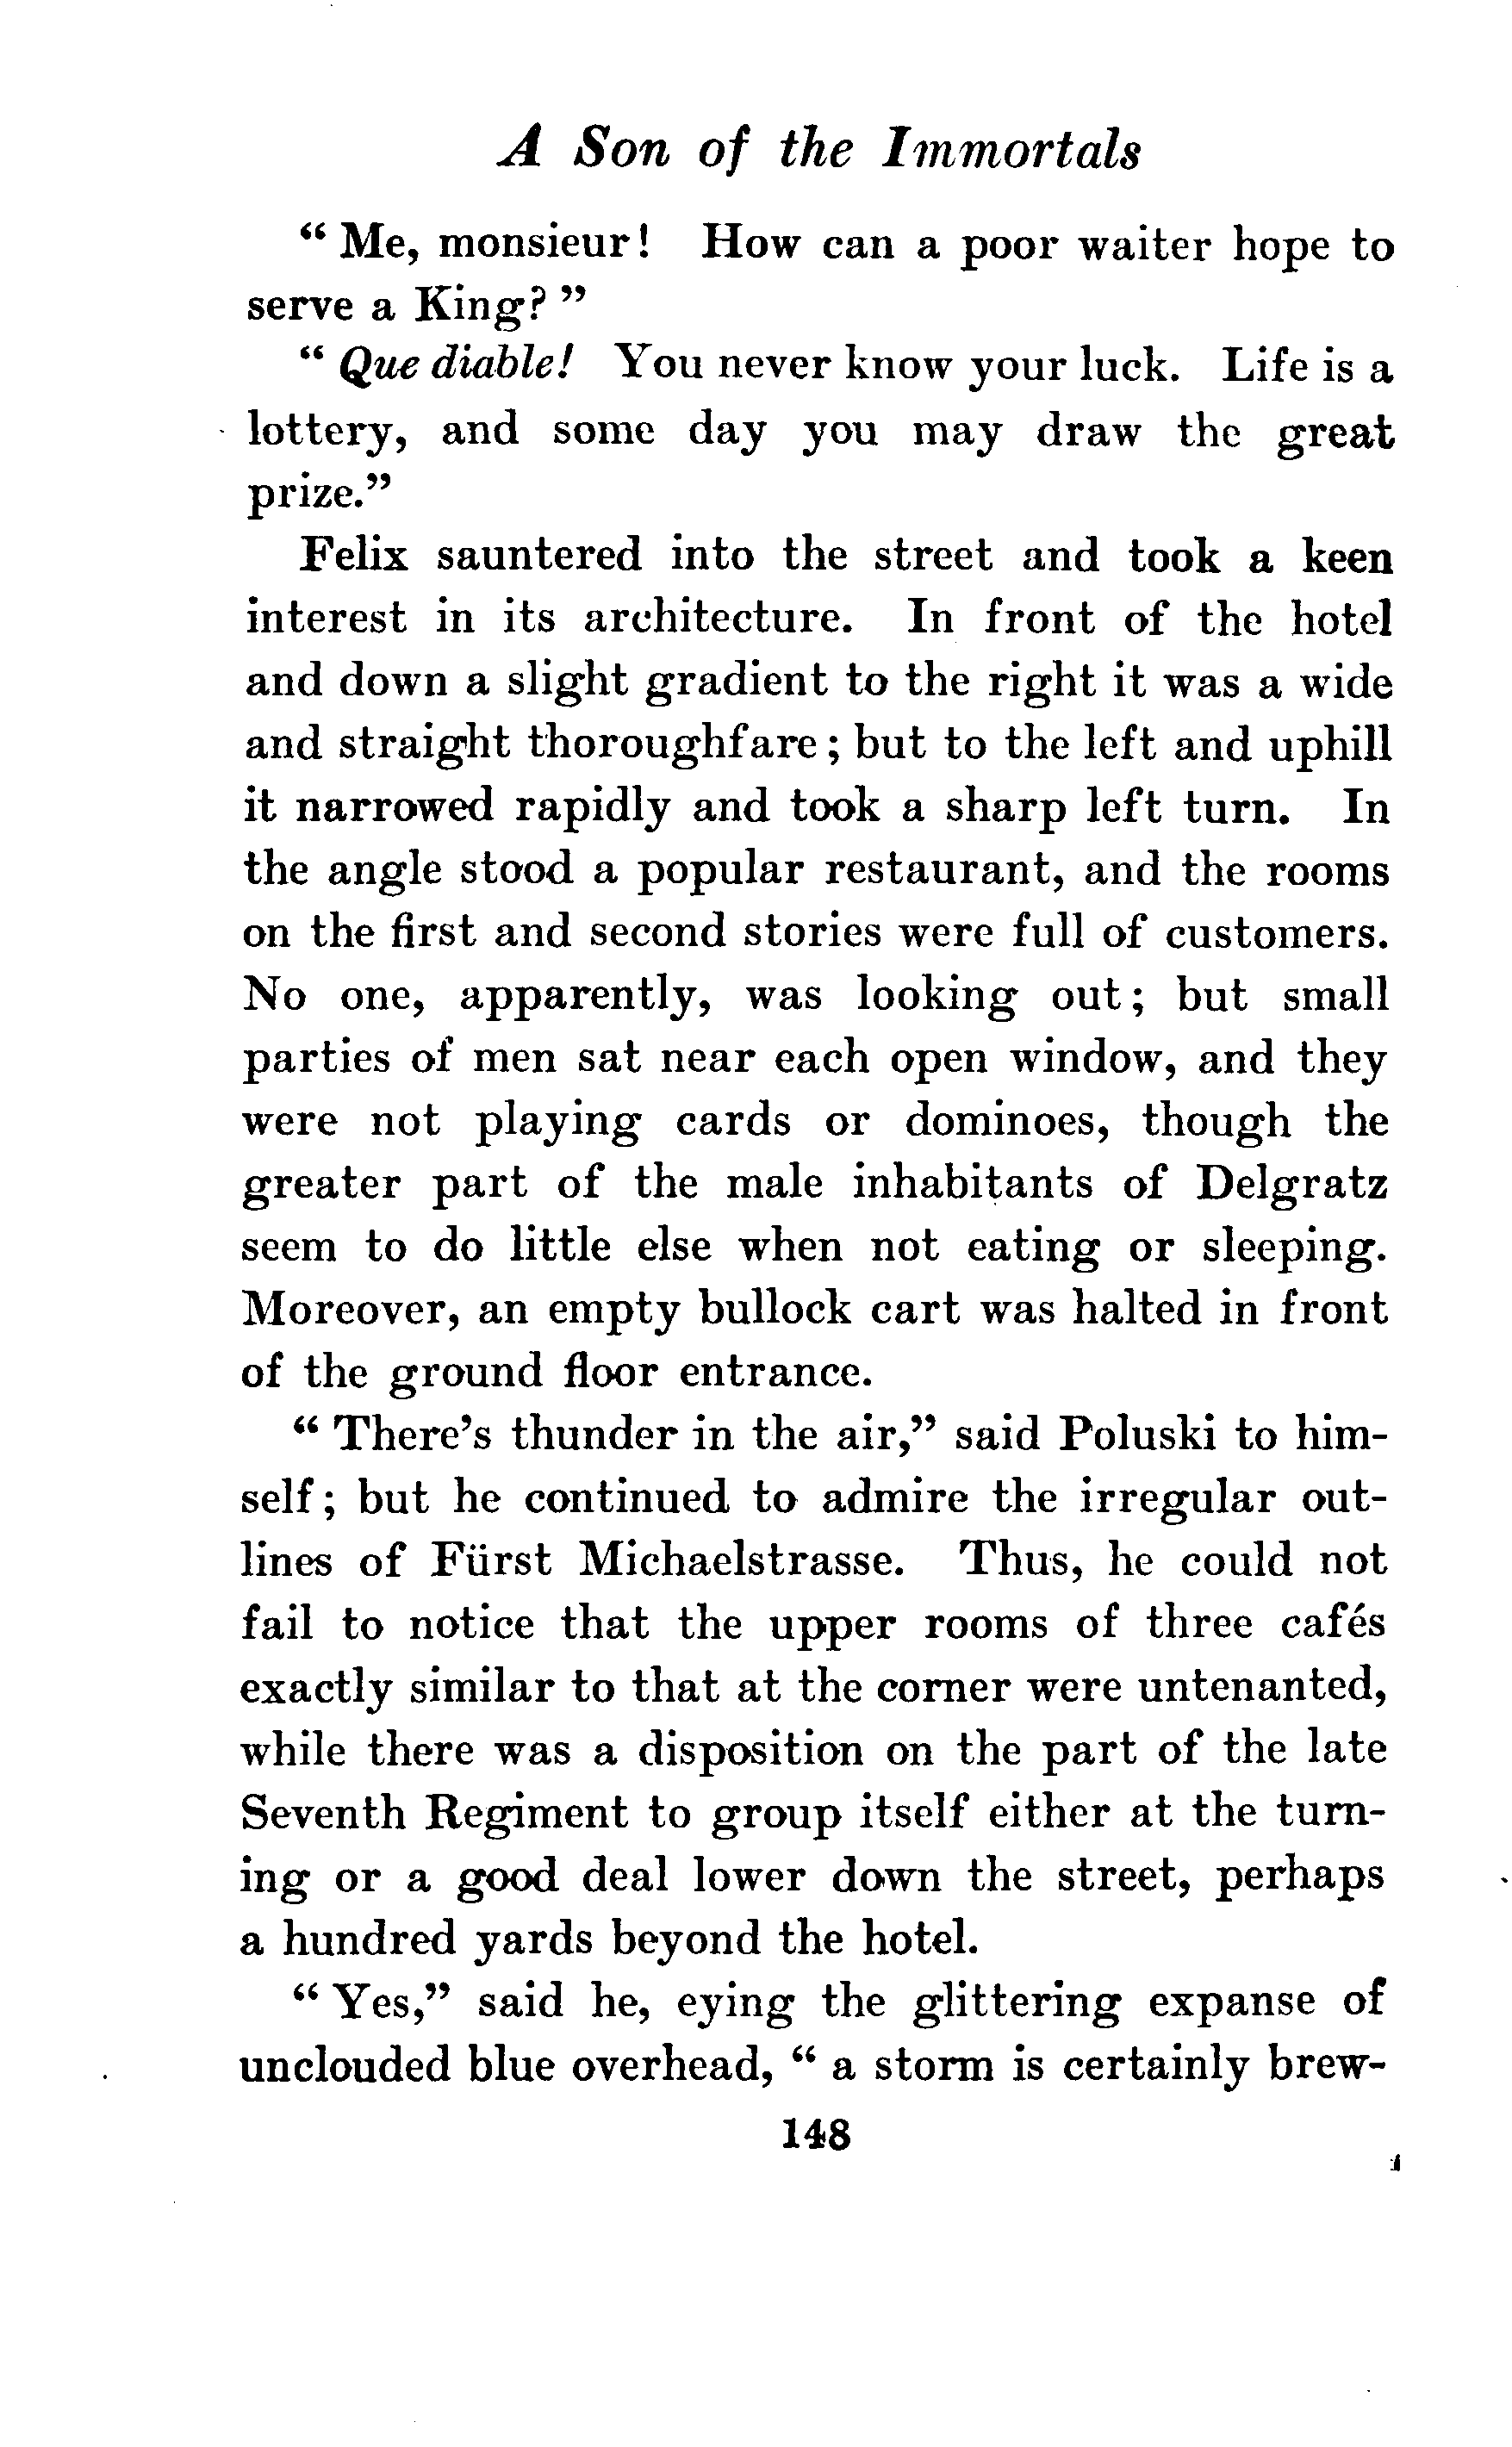 A Son of the Immortals
“ Me, monsieur! How can a poor waiter hope to
serve a King? ”
“ Que diable! You never know your luck. Life is a
lottery, and some day you may draw the great
prize.”
Felix sauntered into the street and took a keen
interest in its architecture. In front of the hotel
and down a slight gradient to the right it was a wide
and straight thoroughfare; but to the left and uphill
it narrowed rapidly and took a sharp left turn. In
the angle stood a popular restaurant, and the rooms
on the first and second stories were full of customers.
No one, apparently, was looking out; but small
parties of men sat near each open window, and they
were not playing cards or dominoes, though the
greater part of the male inhabitants of Delgratz
seem to do little else when not eating or sleeping.
Moreover, an empty bullock cart was halted in front
of the ground floor entrance.
“ There’s thunder in the air,” said Poluski to him-
self; but he continued to admire the irregular out-
lines of Fürst Michaelstrasse. Thus, he could not
fail to notice that the upper rooms of three cafés
exactly similar to that at the corner were untenanted,
while there was a disposition on the part of the late
Seventh Regiment to group itself either at the turn-
ing or a good deal lower down the street, perhaps
a hundred yards beyond the hotel.
“ Yes,” said he, eying the glittering expanse of
unclouded blue overhead, “ a storm is certainly brew-
148